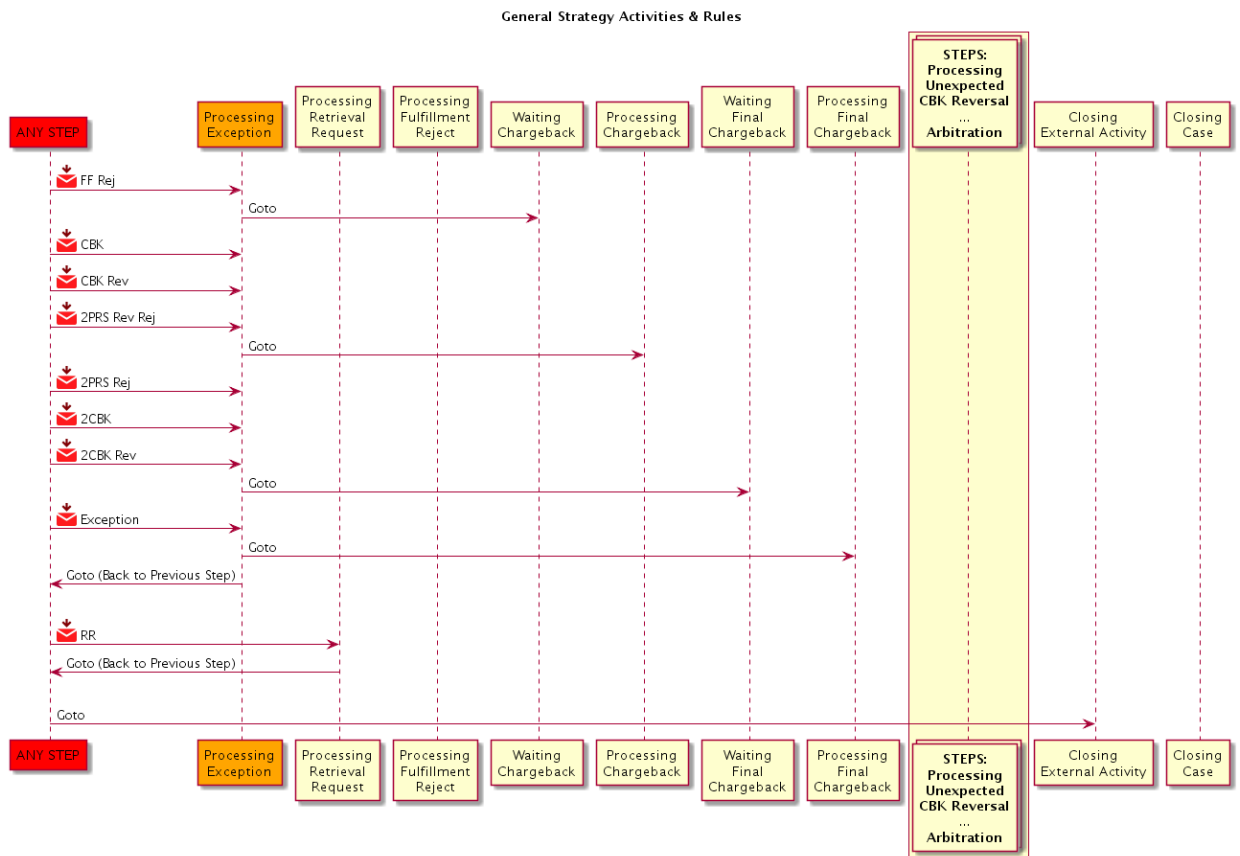 General Strategy Activities & Rules
ANY STEP
Processing
Exception
Processing
Retrieval
Request
Processing
Fulfillment
Reject
Waiting
Chargeback
Processing
Chargeback
Waiting
Final
Chargeback
Processing
Final
Chargeback
STEPS:
Processing
Unexpected
CBK Reversal
...
Arbitration
Closing
External Activity
Closing
Case
FF Rej
Goto
CBK
CBK Rev
2PRS Rev Rej
Goto
2PRS Rej
2CBK
2CBK Rev
Goto
Exception
Goto
Goto (Back to Previous Step)
RR
Goto (Back to Previous Step)
Goto
ANY STEP
Processing
Exception
Processing
Retrieval
Request
Processing
Fulfillment
Reject
Waiting
Chargeback
Processing
Chargeback
Waiting
Final
Chargeback
Processing
Final
Chargeback
STEPS:
Processing
Unexpected
CBK Reversal
...
Arbitration
Closing
External Activity
Closing
Case